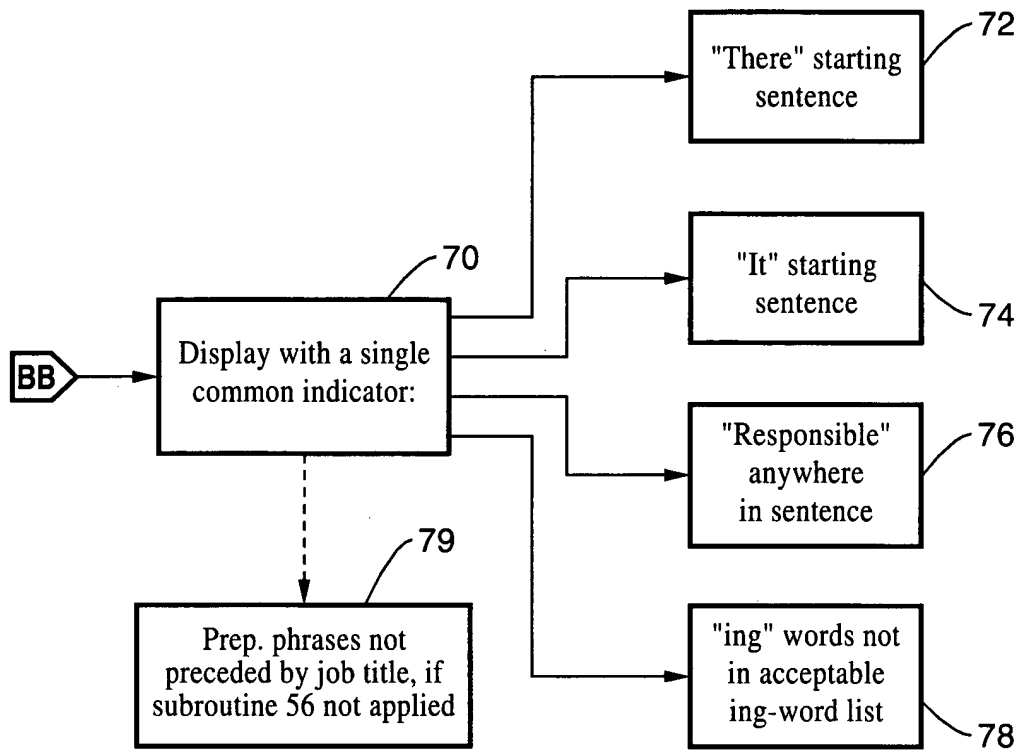 72
"There" starting
sentence
70
"It" starting
sentence
74
BB
Display with a single
common indicator:
"Responsible"
anywhere
in sentence
76
79
Prep. phrases not
preceded by job title, if
subroutine 56 not applied
"ing" words not
in acceptable
ing-word list
78